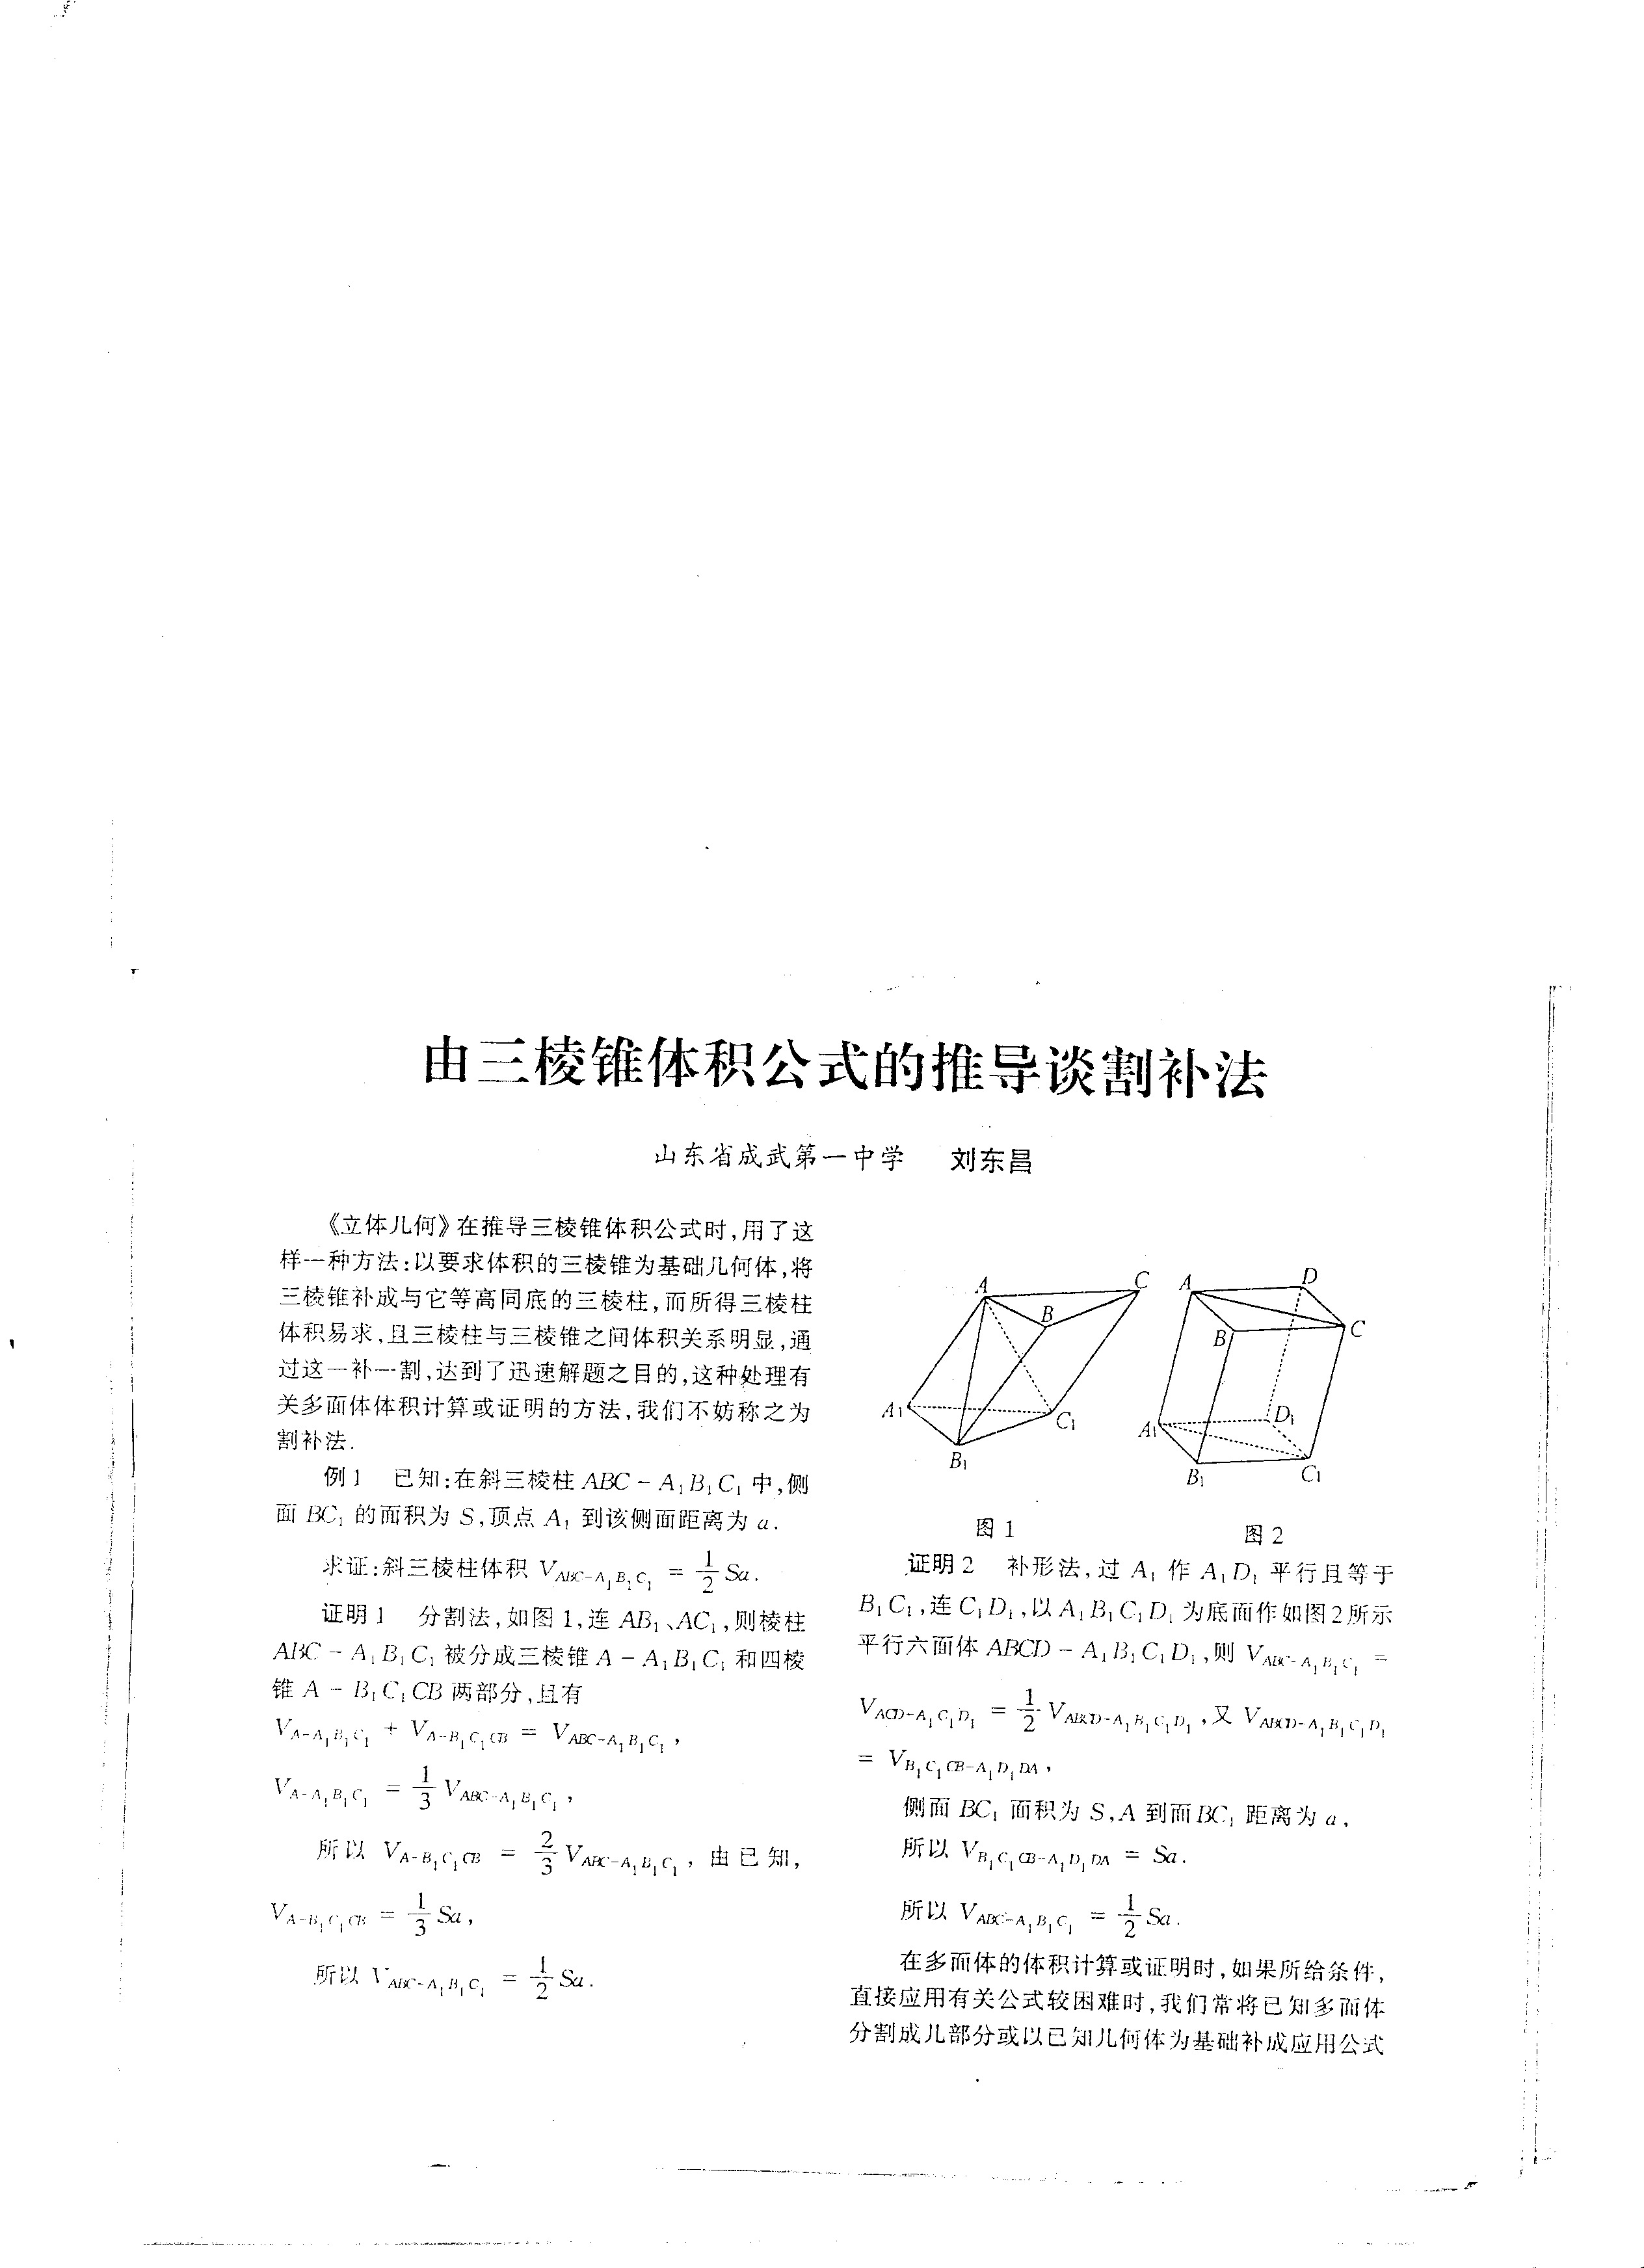 由三棱锥体积公式的推导谈割补法
山东省成武第一中学 刘东昌
《立体几何》在推导三棱锥体积公式时,用了这
样一种方法:以要求体积的三棱锥为基础几何体,将
三棱锥补成与它等高同底的三棱柱,而所得三棱柱
体积易求,且三棱柱与三棱锥之间体积关系明显,通
过这一补一割,达到了迅速解题之目的,这种处理有
关多面体体积计算或证明的方法,我们不妨称之为
割补法.
例1 已知:在斜三棱柱 ABC - A₁B₁C₁ 中,侧
面 BC₁ 的面积为 S,顶点 A₁ 到该侧面距离为 a.
求证:斜三棱柱体积 V_{ABC-A₁B₁C₁} = 1/2 Sa.
证明1 分割法,如图1,连 AB₁、AC₁,则棱柱
ABC - A₁B₁C₁ 被分成三棱锥 A - A₁B₁C₁ 和四棱
锥 A - B₁C₁CB 两部分,且有
V_{A-A₁B₁C₁} + V_{A-B₁C₁CB} = V_{ABC-A₁B₁C₁},
V_{A-A₁B₁C₁} = 1/3 V_{ABC-A₁B₁C₁},
所以 V_{A-B₁C₁CB} = 2/3 V_{ABC-A₁B₁C₁},由已知,
V_{A-B₁C₁CB} = 1/3 Sa,
所以 V_{ABC-A₁B₁C₁} = 1/2 Sa.
A C B A₁ C₁ B₁
A D B C A₁ D₁ B₁ C₁
图1 图2
证明2 补形法,过 A₁ 作 A₁D₁ 平行且等于
B₁C₁,连 C₁D₁,以 A₁B₁C₁D₁ 为底面作如图2所示
平行六面体 ABCD - A₁B₁C₁D₁,则 V_{ABC-A₁B₁C₁} =
V_{ACD-A₁C₁D₁} = 1/2 V_{ABCD-A₁B₁C₁D₁},又 V_{ABCD-A₁B₁C₁D₁}
= V_{B₁C₁CB-A₁D₁DA},
侧面 BC₁ 面积为 S,A 到面BC₁ 距离为 a,
所以 V_{B₁C₁CB-A₁D₁DA} = Sa.
所以 V_{ABC-A₁B₁C₁} = 1/2 Sa.
在多面体的体积计算或证明时,如果所给条件,
直接应用有关公式较困难时,我们常将已知多面体
分割成几部分或以已知几何体为基础补成应用公式